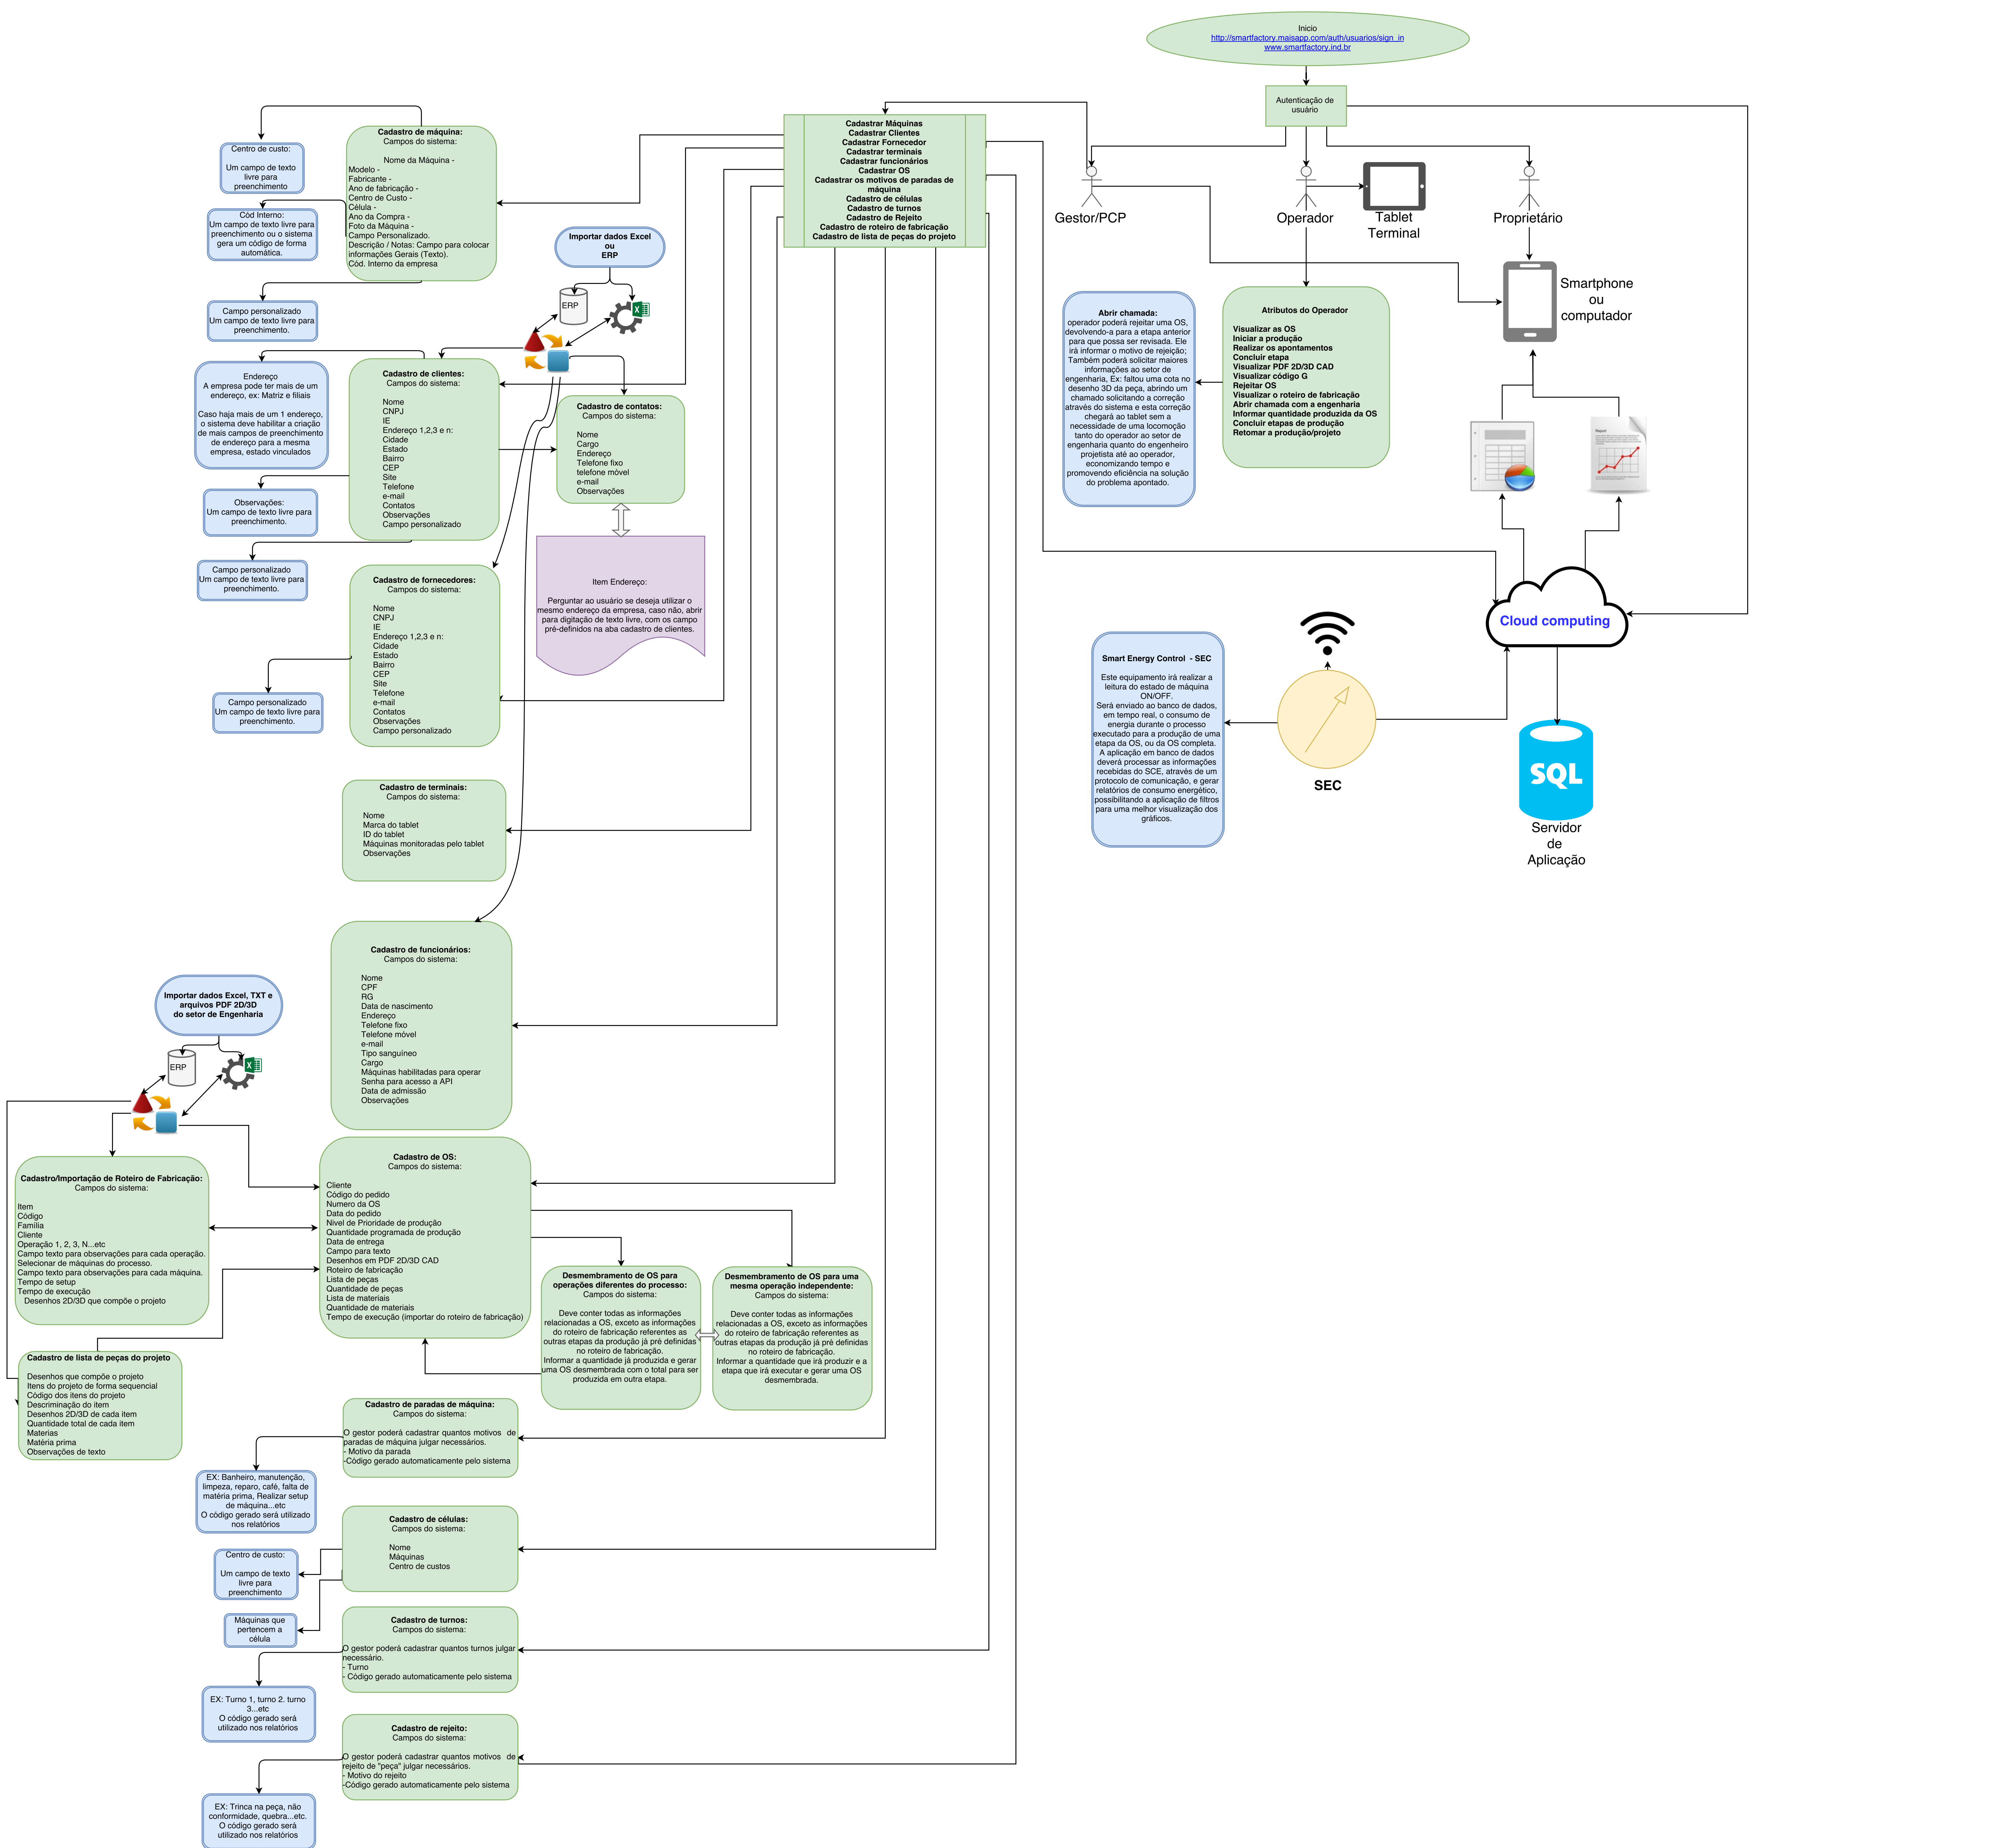 Inicio
http://smartfactory.maisapp.com/auth/usuarios/sign_in
www.smartfactory.ind.br
Autenticação de
usuário
Gestor/PCP
Operador
Tablet
Terminal
Proprietário
Smartphone
ou
computador
Cadastrar Máquinas
Cadastrar Clientes
Cadastrar Fornecedor
Cadastrar terminais
Cadastrar funcionários
Cadastrar OS
Cadastrar os motivos de paradas de
máquina
Cadastro de células
Cadastro de turnos
Cadastro de Rejeito
Cadastro de roteiro de fabricação
Cadastro de lista de peças do projeto
Cadastro de máquina:
Campos do sistema:
Nome da Máquina -
Modelo -
Fabricante -
Ano de fabricação -
Centro de Custo -
Célula -
Ano da Compra -
Foto da Máquina -
Campo Personalizado.
Descrição / Notas: Campo para colocar
informações Gerais (Texto).
Cód. Interno da empresa
Centro de custo:
Um campo de texto
livre para
preenchimento
Cód Interno:
Um campo de texto livre para
preenchimento ou o sistema
gera um código de forma
automática.
Campo personalizado
Um campo de texto livre para
preenchimento.
Importar dados Excel
ou
ERP
ERP
X
Abrir chamada:
operador poderá rejeitar uma OS,
devolvendo-a para a etapa anterior
para que possa ser revisada. Ele
irá informar o motivo de rejeição;
Também poderá solicitar maiores
informações ao setor de
engenharia, Ex: faltou uma cota no
desenho 3D da peça, abrindo um
chamado solicitando a correção
através do sistema e esta correção
chegará ao tablet sem a
necessidade de uma locomoção
tanto do operador ao setor de
engenharia quanto do engenheiro
projetista até ao operador,
economizando tempo e
promovendo eficiência na solução
do problema apontado.
Atributos do Operador
Visualizar as OS
Iniciar a produção
Realizar os apontamentos
Concluir etapa
Visualizar PDF 2D/3D CAD
Visualizar código G
Rejeitar OS
Visualizar o roteiro de fabricação
Abrir chamada com a engenharia
Informar quantidade produzida da OS
Concluir etapas de produção
Retomar a produção/projeto
Report
Endereço
A empresa pode ter mais de um
endereço, ex: Matriz e filiais
Caso haja mais de um 1 endereço,
o sistema deve habilitar a criação
de mais campos de preenchimento
de endereço para a mesma
empresa, estado vinculados
Cadastro de clientes:
Campos do sistema:
Nome
CNPJ
IE
Endereço 1,2,3 e n:
Cidade
Estado
Bairro
CEP
Site
Telefone
e-mail
Contatos
Observações
Campo personalizado
Cadastro de contatos:
Campos do sistema:
Nome
Cargo
Endereço
Telefone fixo
telefone móvel
e-mail
Observações
Observações:
Um campo de texto livre para
preenchimento.
Campo personalizado
Um campo de texto livre para
preenchimento.
Item Endereço:
Perguntar ao usuário se deseja utilizar o
mesmo endereço da empresa, caso não, abrir
para digitação de texto livre, com os campo
pré-definidos na aba cadastro de clientes.
Cadastro de fornecedores:
Campos do sistema:
Nome
CNPJ
IE
Endereço 1,2,3 e n:
Cidade
Estado
Bairro
CEP
Site
Telefone
e-mail
Contatos
Observações
Campo personalizado
Campo personalizado
Um campo de texto livre para
preenchimento.
Cloud computing
Smart Energy Control - SEC
Este equipamento irá realizar a
leitura do estado de máquina
ON/OFF.
Será enviado ao banco de dados,
em tempo real, o consumo de
energia durante o processo
executado para a produção de uma
etapa da OS, ou da OS completa.
A aplicação em banco de dados
deverá processar as informações
recebidas do SCE, através de um
protocolo de comunicação, e gerar
relatórios de consumo energético,
possibilitando a aplicação de filtros
para uma melhor visualização dos
gráficos.
SEC
SQL
Servidor
de
Aplicação
Cadastro de terminais:
Campos do sistema:
Nome
Marca do tablet
ID do tablet
Máquinas monitoradas pelo tablet
Observações
Cadastro de funcionários:
Campos do sistema:
Nome
CPF
RG
Data de nascimento
Endereço
Telefone fixo
Telefone móvel
e-mail
Tipo sanguíneo
Cargo
Máquinas habilitadas para operar
Senha para acesso a API
Data de admissão
Observações
Importar dados Excel, TXT e
arquivos PDF 2D/3D
do setor de Engenharia
ERP
X
Cadastro/Importação de Roteiro de Fabricação:
Campos do sistema:
Item
Código
Família
Cliente
Operação 1, 2, 3, N...etc
Campo texto para observações para cada operação.
Selecionar de máquinas do processo.
Campo texto para observações para cada máquina.
Tempo de setup
Tempo de execução
Desenhos 2D/3D que compõe o projeto
Cadastro de OS:
Campos do sistema:
Cliente
Código do pedido
Numero da OS
Data do pedido
Nivel de Prioridade de produção
Quantidade programada de produção
Data de entrega
Campo para texto
Desenhos em PDF 2D/3D CAD
Roteiro de fabricação
Lista de peças
Quantidade de peças
Lista de materiais
Quantidade de materiais
Tempo de execução (importar do roteiro de fabricação)
Desmembramento de OS para
operações diferentes do processo:
Campos do sistema:
Deve conter todas as informações
relacionadas a OS, exceto as informações
do roteiro de fabricação referentes as
outras etapas da produção já pré definidas
no roteiro de fabricação.
Informar a quantidade já produzida e gerar
uma OS desmembrada com o total para ser
produzida em outra etapa.
Desmembramento de OS para uma
mesma operação independente:
Campos do sistema:
Deve conter todas as informações
relacionadas a OS, exceto as informações
do roteiro de fabricação referentes as
outras etapas da produção já pré definidas
no roteiro de fabricação.
Informar a quantidade que irá produzir e a
etapa que irá executar e gerar uma OS
desmembrada.
Cadastro de lista de peças do projeto
Desenhos que compõe o projeto
Itens do projeto de forma sequencial
Código dos itens do projeto
Descriminação do item
Desenhos 2D/3D de cada item
Quantidade total de cada item
Materias
Matéria prima
Observações de texto
Cadastro de paradas de máquina:
Campos do sistema:
O gestor poderá cadastrar quantos motivos de
paradas de máquina julgar necessários.
- Motivo da parada
-Código gerado automaticamente pelo sistema
EX: Banheiro, manutenção,
limpeza, reparo, café, falta de
matéria prima, Realizar setup
de máquina...etc
O código gerado será utilizado
nos relatórios
Cadastro de células:
Campos do sistema:
Nome
Máquinas
Centro de custos
Centro de custo:
Um campo de texto
livre para
preenchimento
Máquinas que
pertencem a
célula
Cadastro de turnos:
Campos do sistema:
O gestor poderá cadastrar quantos turnos julgar
necessário.
- Turno
- Código gerado automaticamente pelo sistema
EX: Turno 1, turno 2. turno
3...etc
O código gerado será
utilizado nos relatórios
Cadastro de rejeito:
Campos do sistema:
O gestor poderá cadastrar quantos motivos de
rejeito de "peça" julgar necessários.
- Motivo do rejeito
-Código gerado automaticamente pelo sistema
EX: Trinca na peça, não
conformidade, quebra...etc.
O código gerado será
utilizado nos relatórios